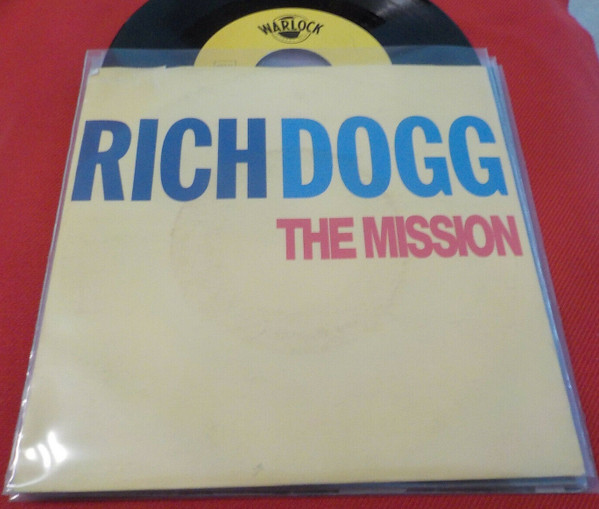 WARLOCK
RICH DOGG
THE MISSION